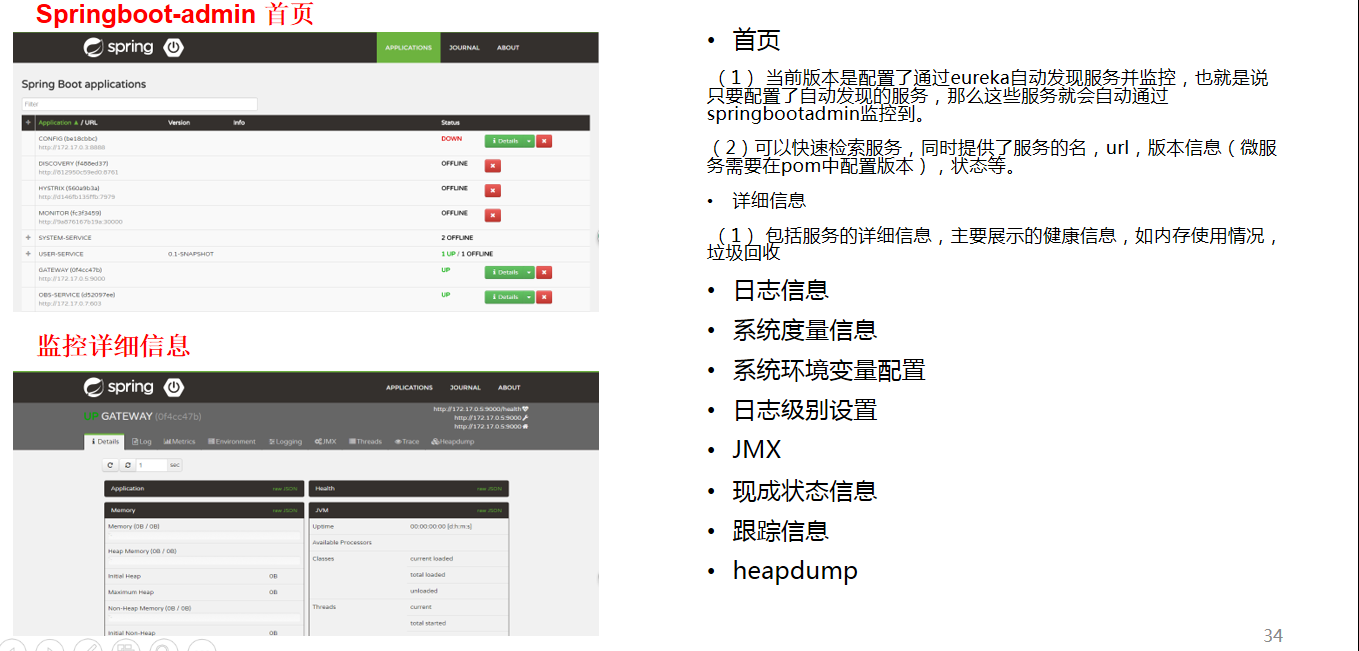 Springboot-admin 首页
spring
APPLICATIONS JOURNAL ABOUT
Spring Boot applications
Filter
Application ▲ / URL Version Info Status
CONFIG (be18cbbc) DOWN Details
http://172.17.0.3:8888
DISCOVERY (f488ed37) OFFLINE
http://812950c59ed0:8761
HYSTRIX (560a9b3a) OFFLINE
http://d146fb135ffb:7979
MONITOR (fc3f3459) OFFLINE
http://9a876167b19a:30000
SYSTEM-SERVICE 2 OFFLINE
USER-SERVICE 0.1-SNAPSHOT 1 UP / 1 OFFLINE
GATEWAY (0f4cc47b) UP Details
http://172.17.0.5:9000
OBS-SERVICE (d52097ee) UP Details
http://172.17.0.7:603
监控详细信息
spring
APPLICATIONS JOURNAL ABOUT
GATEWAY (0f4cc47b)
http://172.17.0.5:9000/health
http://172.17.0.5:9000
http://172.17.0.5:9000
Details Log Metrics Environment Logging JMX Threads Trace Heapdump
1 sec
Application raw JSON
Health raw JSON
Memory raw JSON
JVM raw JSON
Memory (0B / 0B)
Uptime 00:00:00:00 [d:h:m:s]
Available Processors
Heap Memory (0B / 0B)
Classes current loaded
total loaded
Initial Heap 0B
Maximum Heap 0B
unloaded
Non-Heap Memory (0B / 0B)
Threads current
total started
Initial Non-Heap 0B
• 首页
（1） 当前版本是配置了通过eureka自动发现服务并监控，也就是说
只要配置了自动发现的服务，那么这些服务就会自动通过
springbootadmin监控到。
（2）可以快速检索服务，同时提供了服务的名，url，版本信息（微服
务需要在pom中配置版本），状态等。
• 详细信息
（1） 包括服务的详细信息，主要展示的健康信息，如内存使用情况，
垃圾回收
• 日志信息
• 系统度量信息
• 系统环境变量配置
• 日志级别设置
• JMX
• 现成状态信息
• 跟踪信息
• heapdump
34